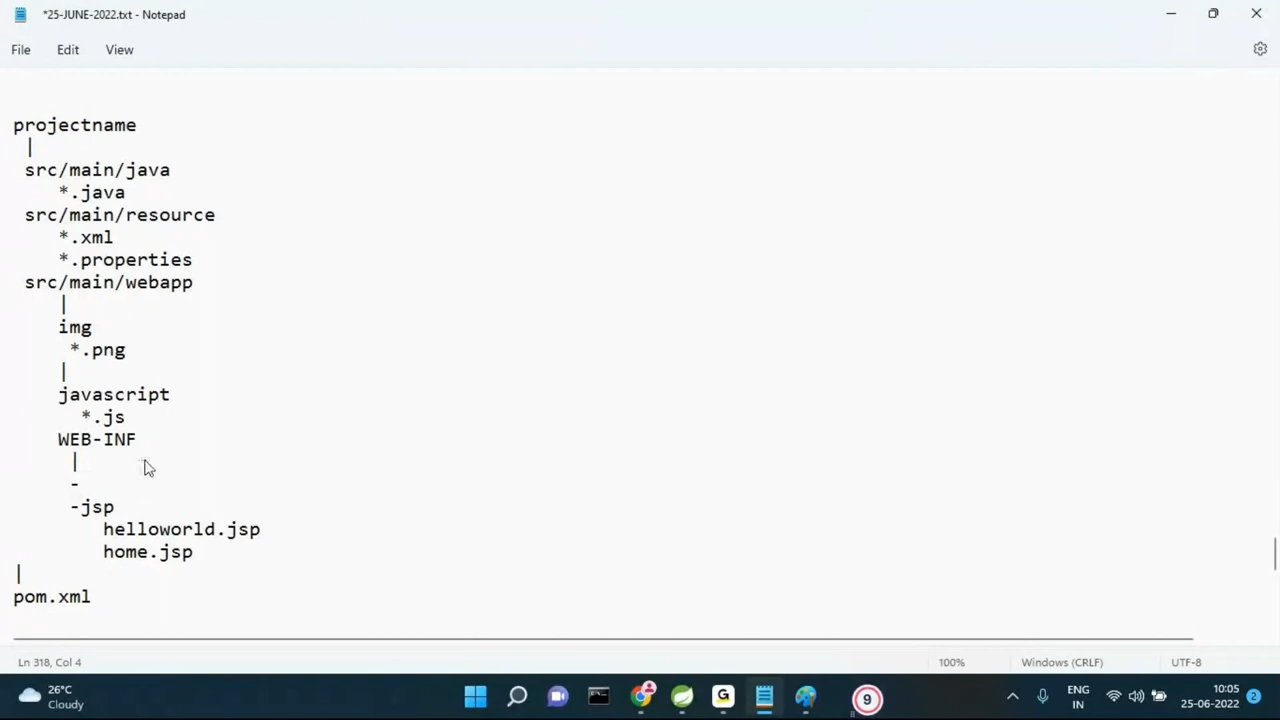 *25-JUNE-2022.txt - Notepad
File Edit View
projectname
|
src/main/java
*.java
src/main/resource
*.xml
*.properties
src/main/webapp
|
img
*.png
|
javascript
*.js
WEB-INF
|
-
-jsp
helloworld.jsp
home.jsp
|
pom.xml
Ln 318, Col 4 100% Windows (CRLF) UTF-8
26°C
Cloudy
G
9
ENG
IN
10:05
25-06-2022
2